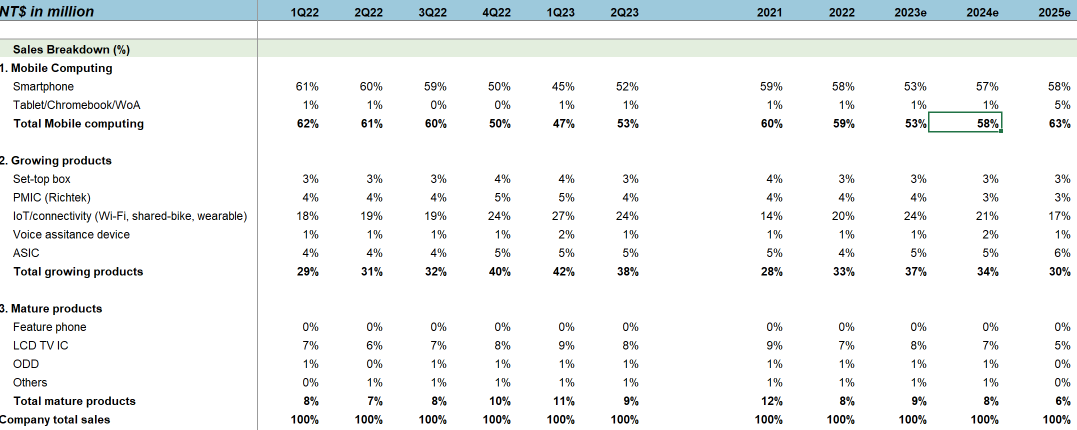 NT$ in million 1Q22 2Q22 3Q22 4Q22 1Q23 2Q23 2021 2022 2023e 2024e 2025e
Sales Breakdown (%)
1. Mobile Computing
Smartphone 61% 60% 59% 50% 45% 52% 59% 58% 53% 57% 58%
Tablet/Chromebook/WoA 1% 1% 0% 0% 1% 1% 1% 1% 1% 1% 5%
Total Mobile computing 62% 61% 60% 50% 47% 53% 60% 59% 53% 58% 63%
2. Growing products
Set-top box 3% 3% 3% 4% 4% 3% 4% 3% 3% 3% 3%
PMIC (Richtek) 4% 4% 4% 5% 5% 4% 4% 4% 4% 3% 3%
IoT/connectivity (Wi-Fi, shared-bike, wearable) 18% 19% 19% 24% 27% 24% 14% 20% 24% 21% 17%
Voice assitance device 1% 1% 1% 1% 2% 1% 1% 1% 1% 2% 1%
ASIC 4% 4% 4% 5% 5% 5% 5% 4% 5% 5% 6%
Total growing products 29% 31% 32% 40% 42% 38% 28% 33% 37% 34% 30%
3. Mature products
Feature phone 0% 0% 0% 0% 0% 0% 0% 0% 0% 0% 0%
LCD TV IC 7% 6% 7% 8% 9% 8% 9% 7% 8% 7% 5%
ODD 1% 0% 1% 1% 1% 1% 1% 1% 1% 1% 0%
Others 0% 1% 1% 1% 1% 1% 1% 1% 1% 1% 0%
Total mature products 8% 7% 8% 10% 11% 9% 12% 8% 9% 8% 6%
Company total sales 100% 100% 100% 100% 100% 100% 100% 100% 100% 100% 100%